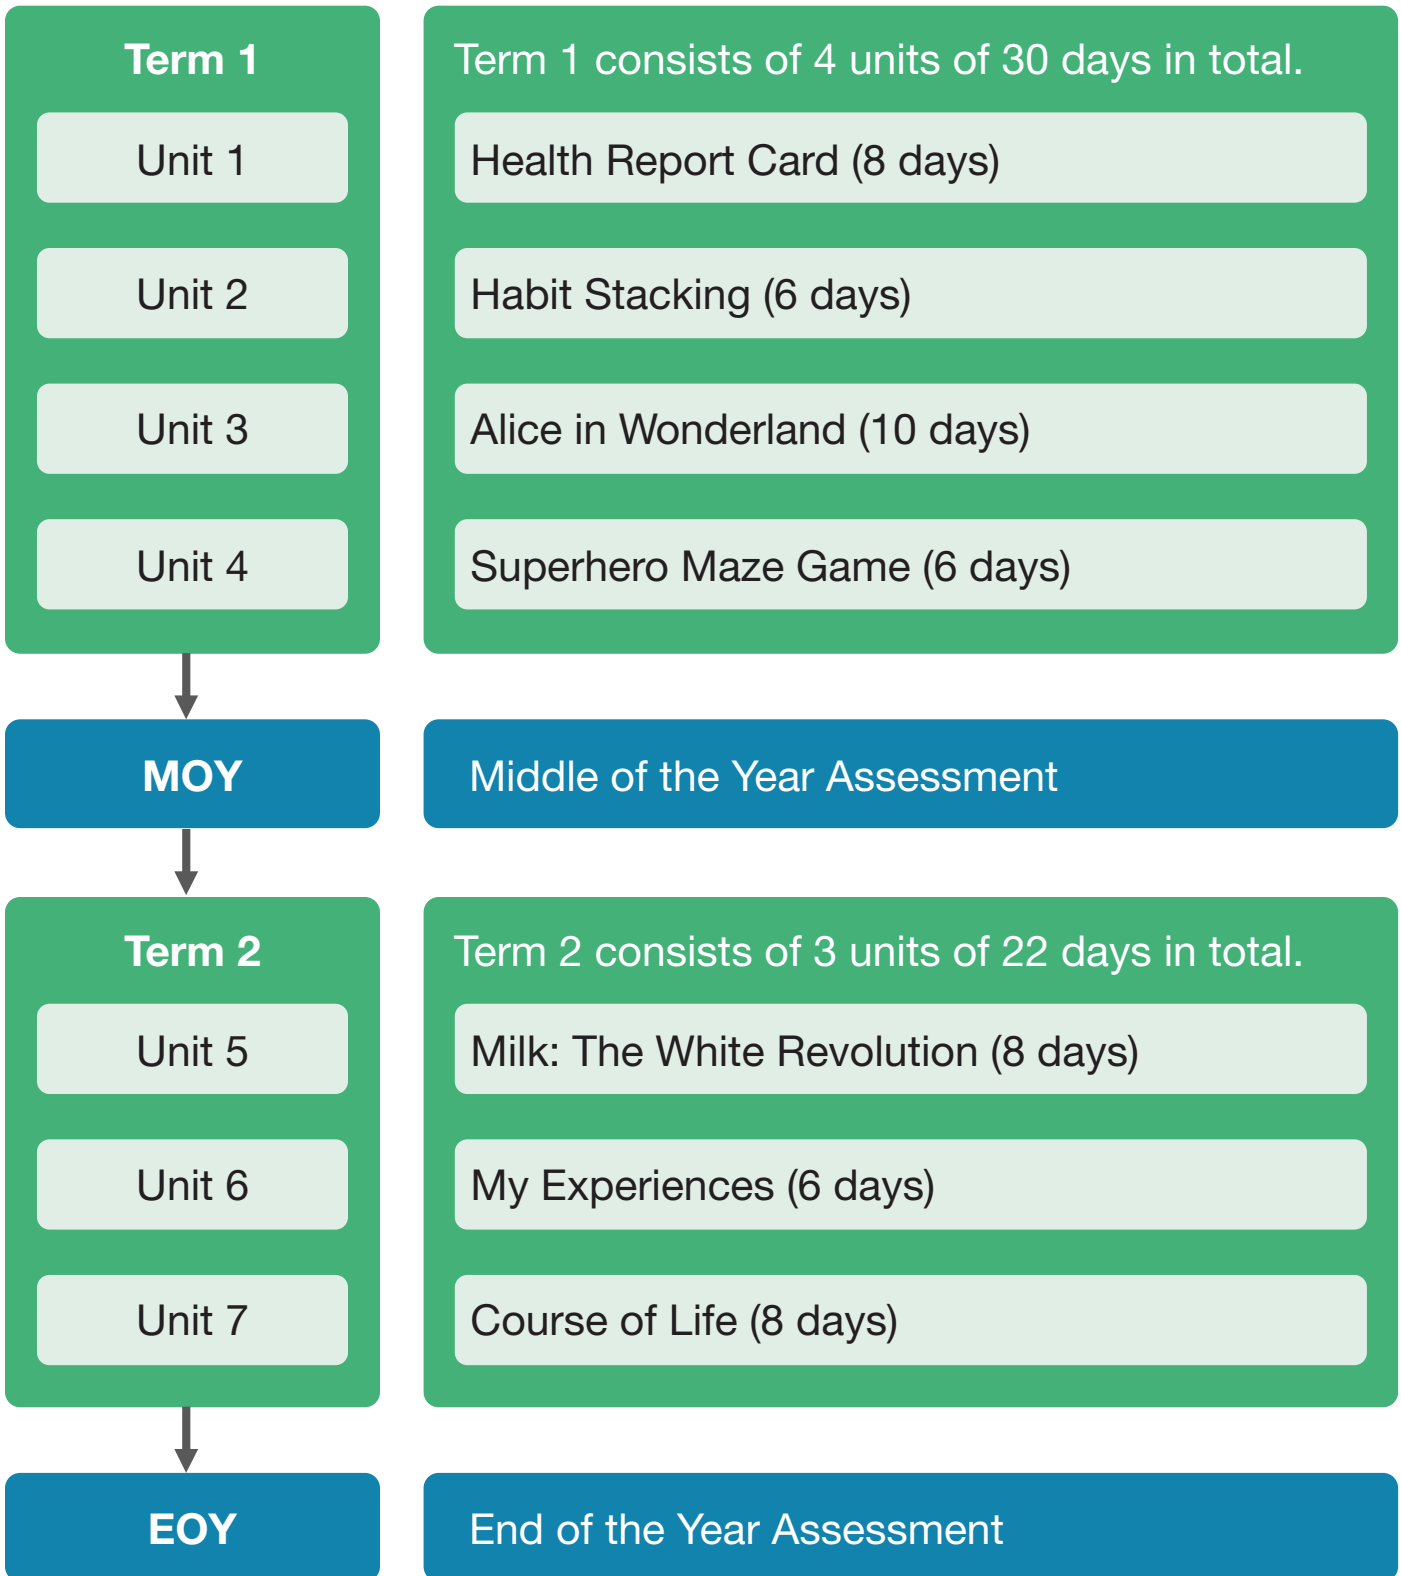 Term 1
Term 1 consists of 4 units of 30 days in total.
Unit 1
Health Report Card (8 days)
Unit 2
Habit Stacking (6 days)
Unit 3
Alice in Wonderland (10 days)
Unit 4
Superhero Maze Game (6 days)
MOY
Middle of the Year Assessment
Term 2
Term 2 consists of 3 units of 22 days in total.
Unit 5
Milk: The White Revolution (8 days)
Unit 6
My Experiences (6 days)
Unit 7
Course of Life (8 days)
EOY
End of the Year Assessment